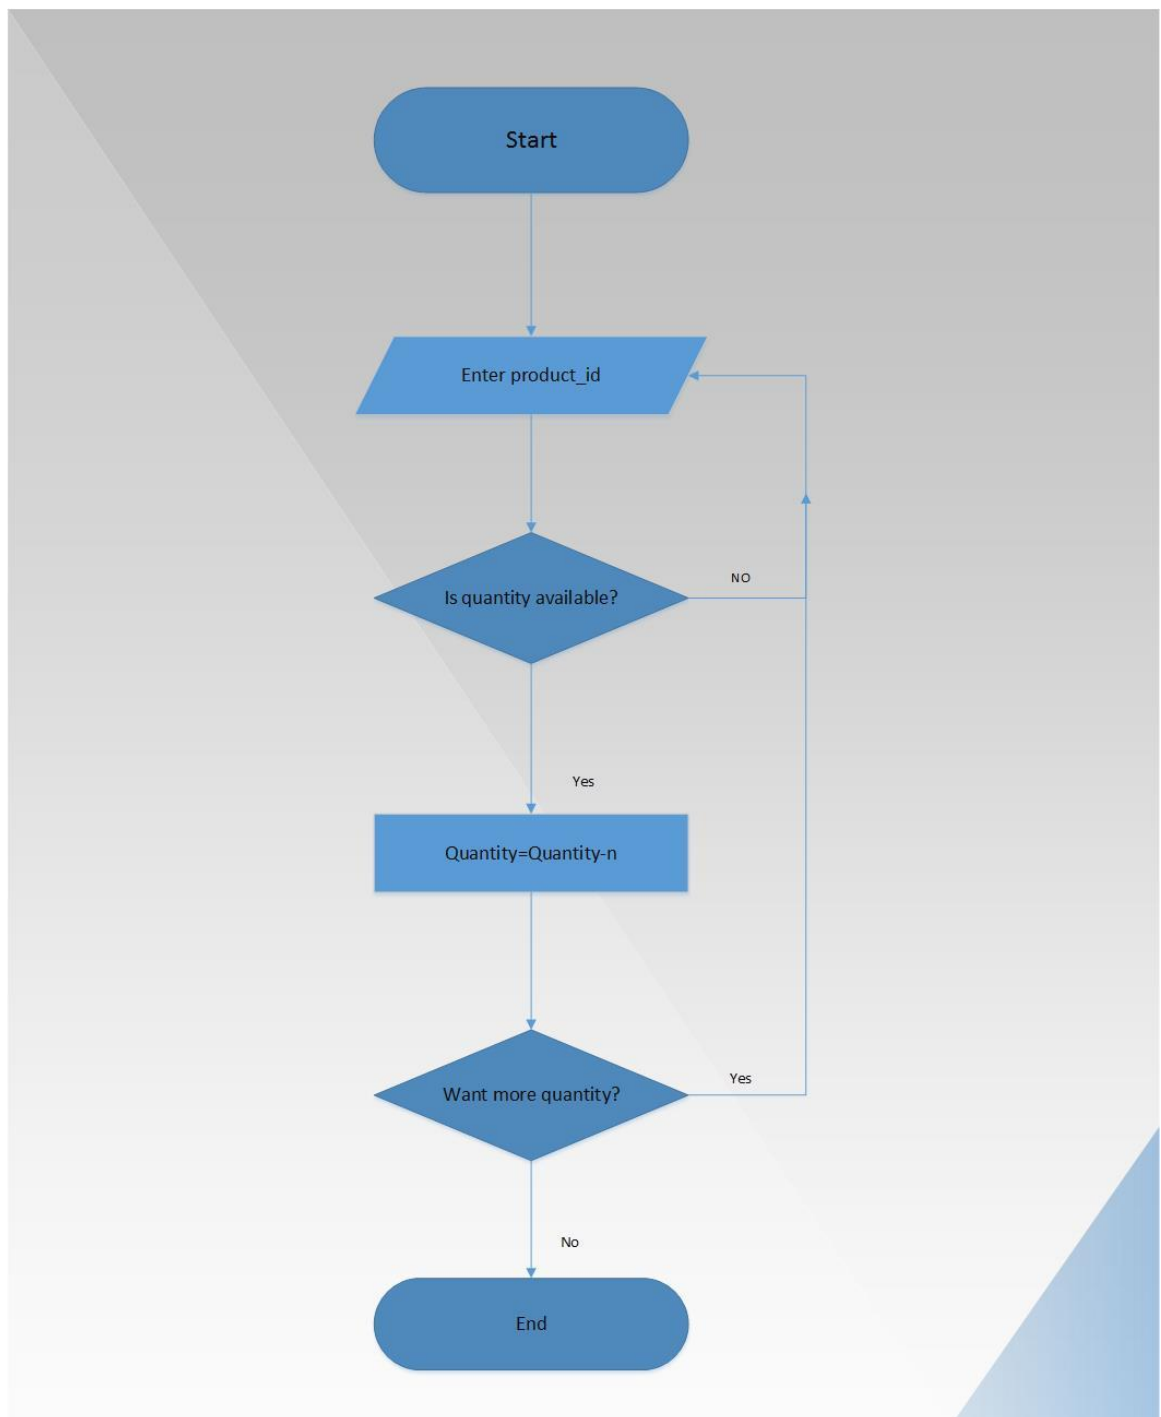 Start
Enter product_id
Is quantity available?
NO
Yes
Quantity=Quantity-n
Want more quantity?
Yes
No
End